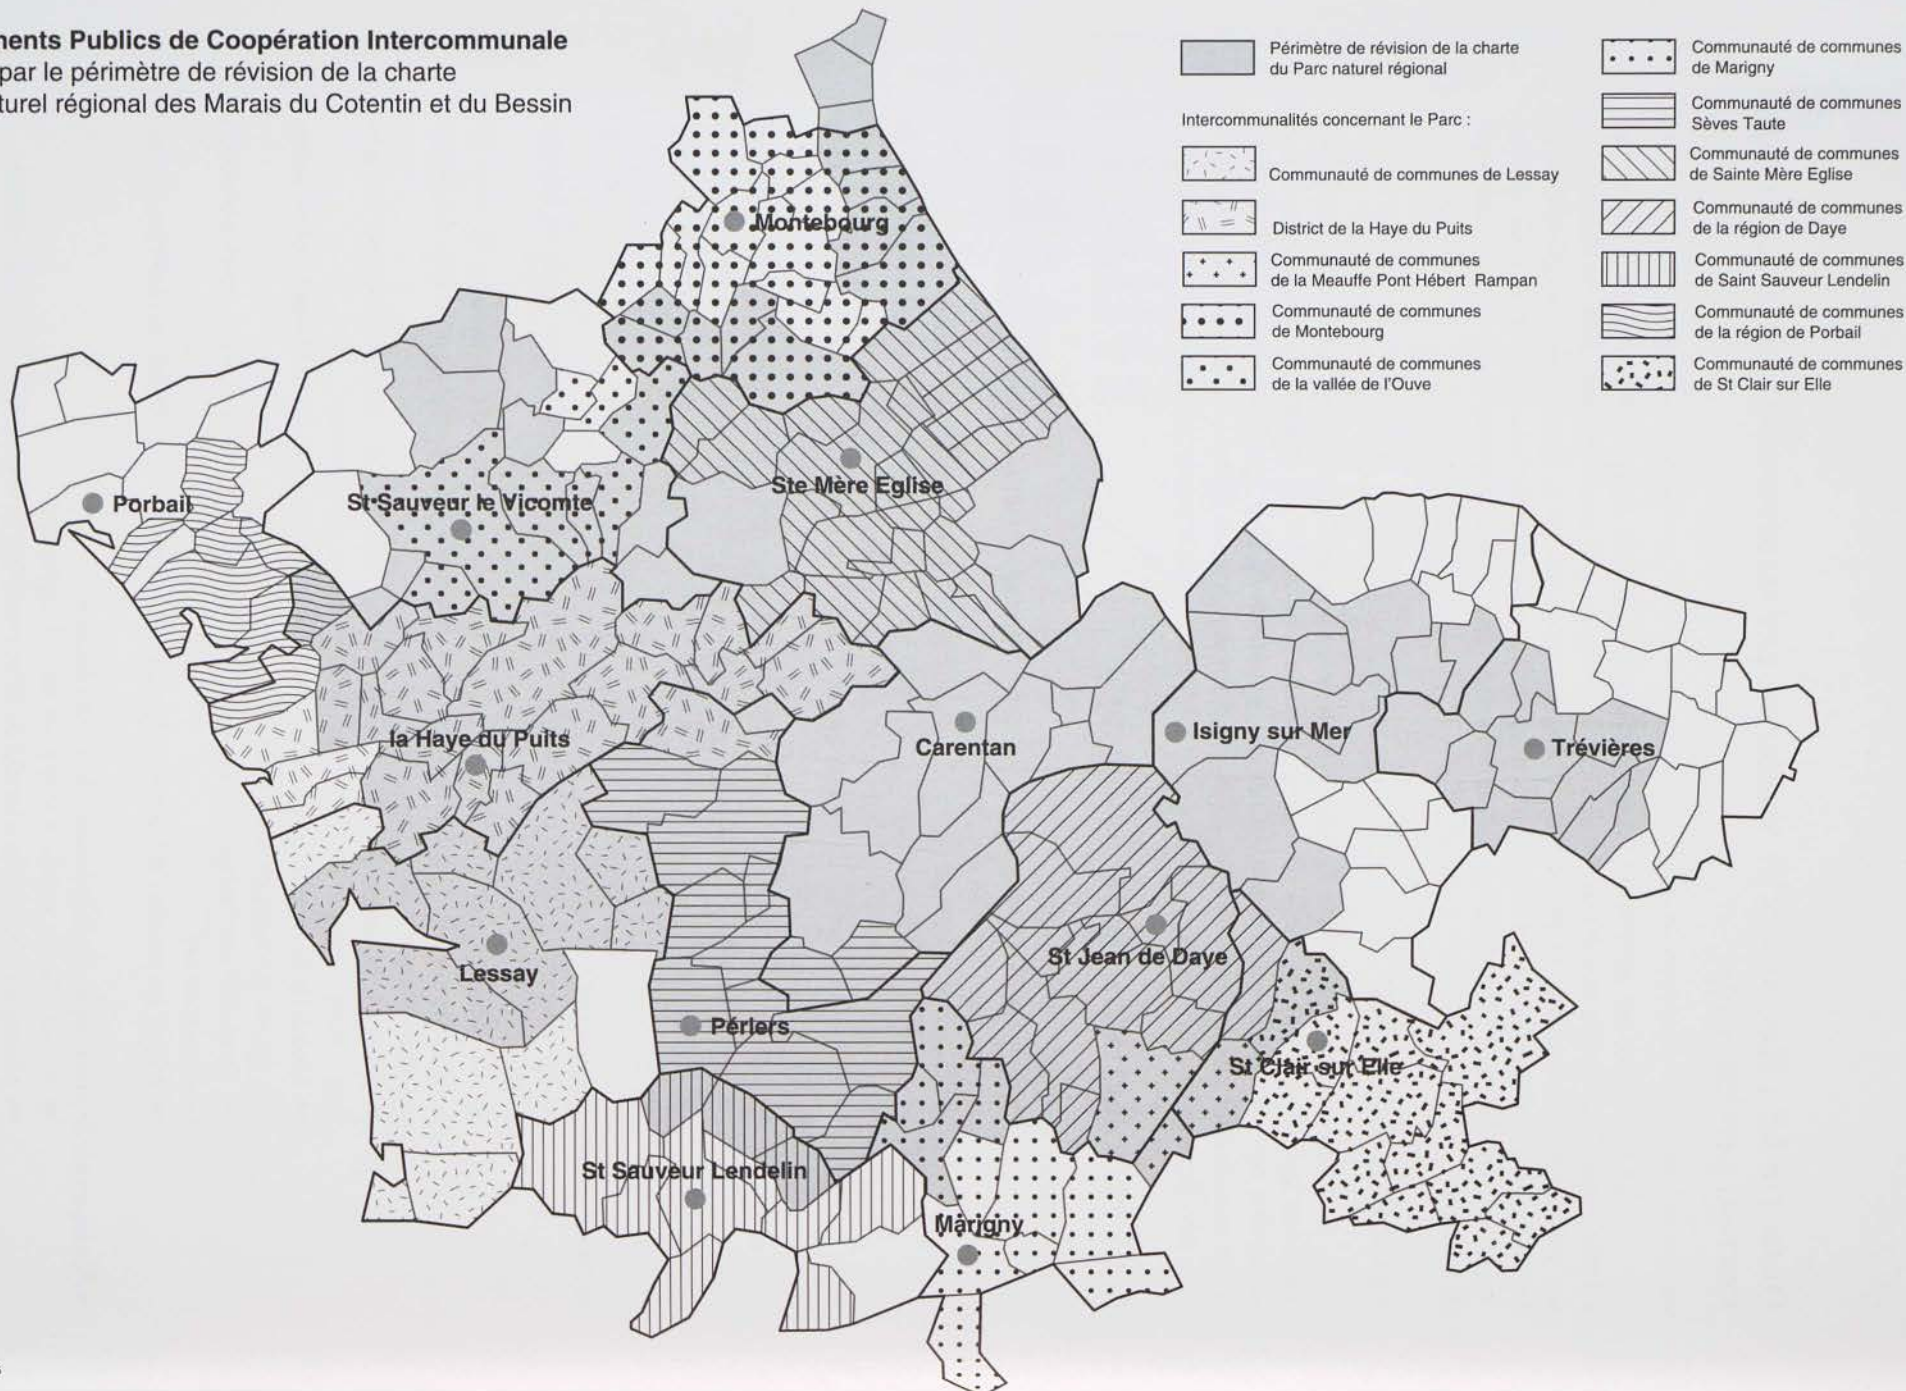 Publics de Coopération Intercommunale
par le périmètre de révision de la charte
régional des Marais du Cotentin et du Bessin
Périmètre de révision de la charte
du Parc naturel régional
Intercommunalités concernant le Parc :
Communauté de communes de Lessay
District de la Haye du Puits
Communauté de communes
de la Meauffe Pont Hébert Rampan
Communauté de communes
de Montebourg
Communauté de communes
de la vallée de l'Ouve
Communauté de communes
de Marigny
Communauté de communes
Sèves Taute
Communauté de communes
de Sainte Mère Eglise
Communauté de communes
de la région de Daye
Communauté de communes
de Saint Sauveur Lendelin
Communauté de communes
de la région de Porbail
Communauté de communes
de St Clair sur Elle
Montebourg
Ste Mère Eglise
Porbail
St Sauveur le Vicomte
la Haye du Puits
Carentan
Isigny sur Mer
Trévières
St Jean de Daye
Lessay
Périers
St Clair sur Elle
St Sauveur Lendelin
Marigny